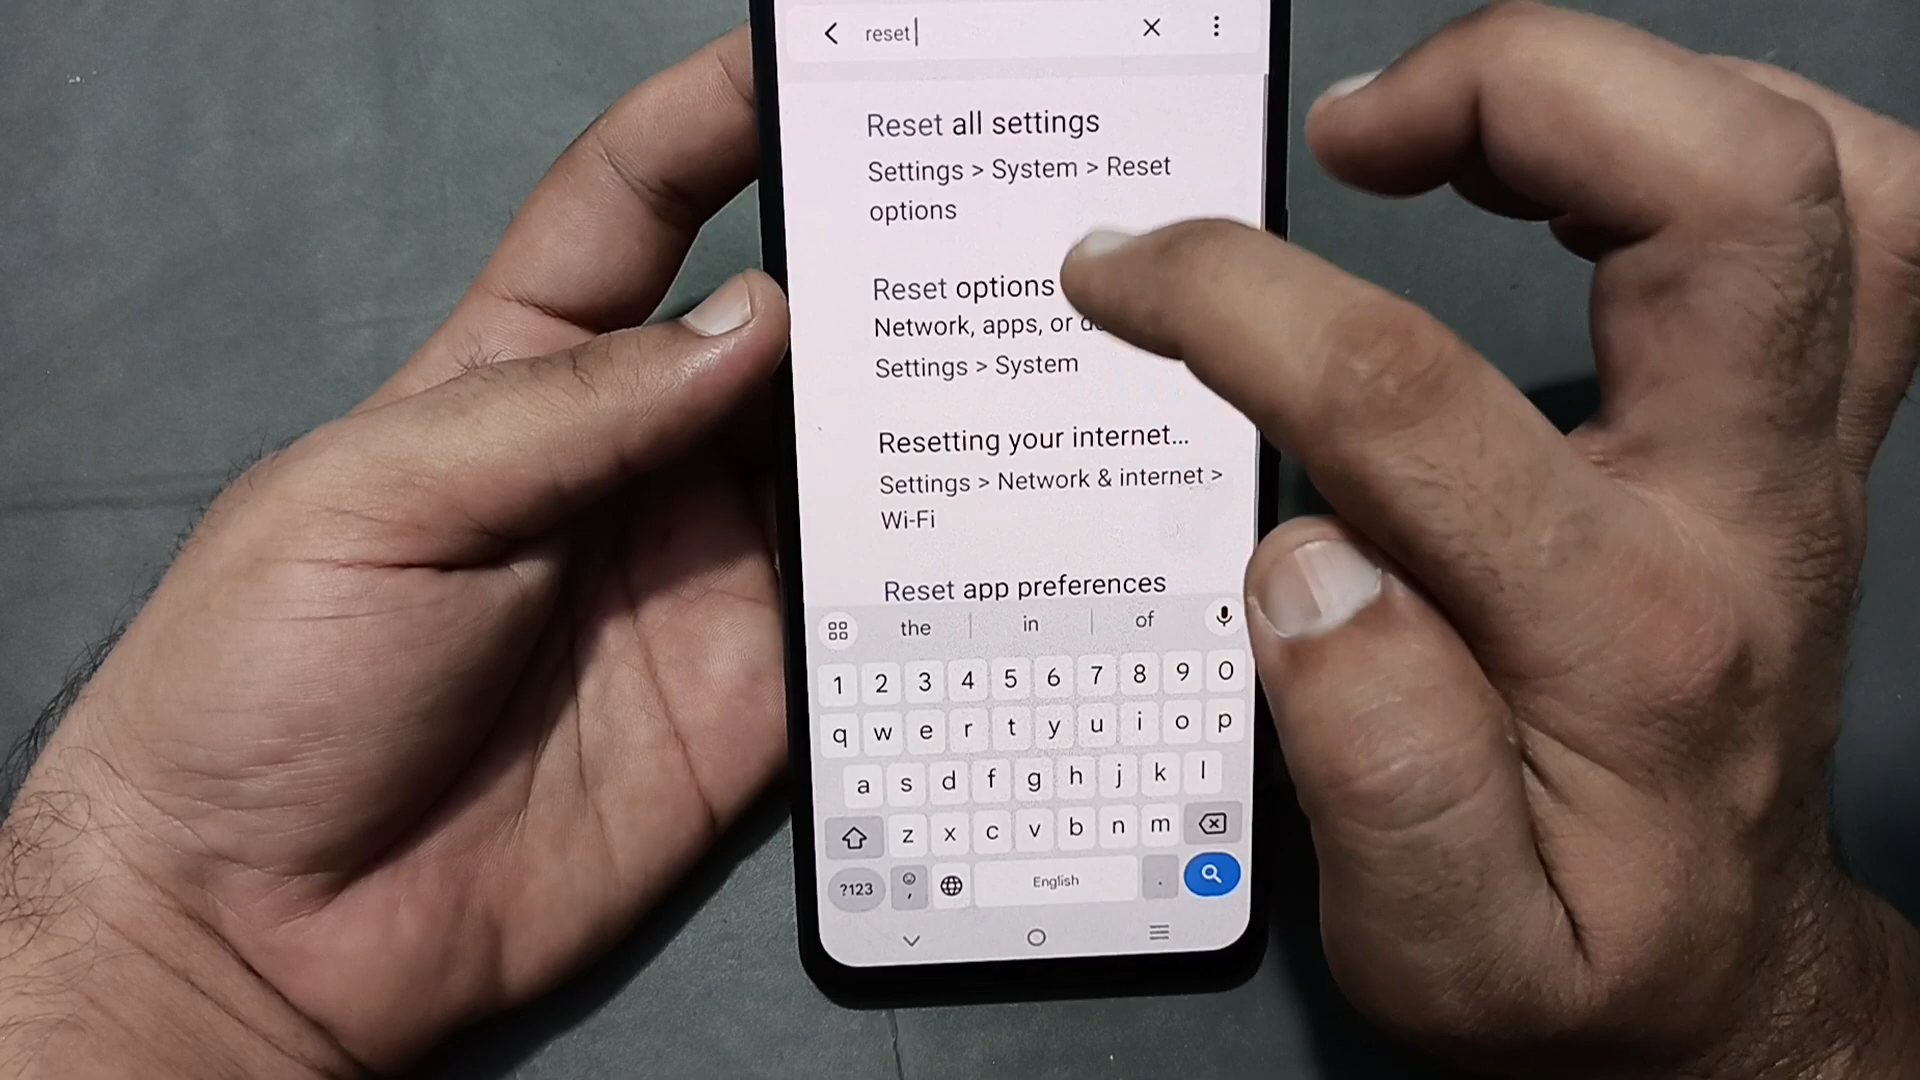 reset
Reset all settings
Settings > System > Reset
options
Reset options
Network, apps, or
Settings > System
Resetting your internet...
Settings > Network & internet >
Wi-Fi
Reset app preferences
the in of
1 2 3 4 5 6 7 8 9 0
q w e r t y u i o p
a s d f g h j k l
z x c v b n m
?123 , English .